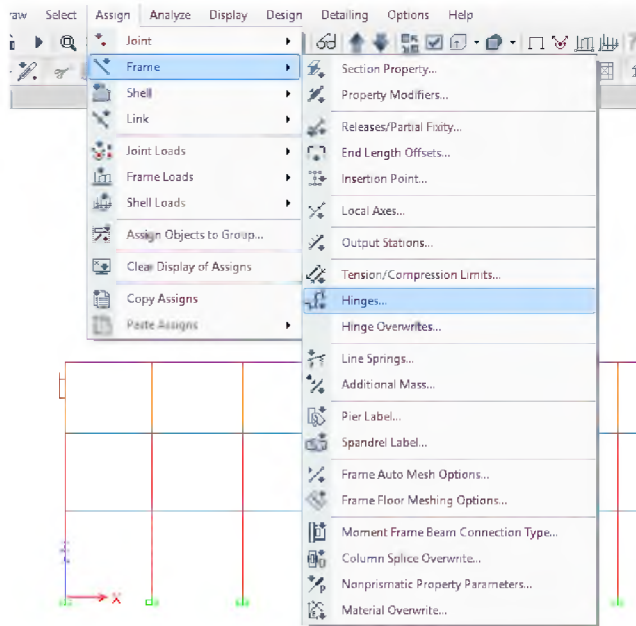 raw Select Assign Analyze Display Design Detailing Options Help
Joint
Frame
Shell
Link
Joint Loads
Frame Loads
Shell Loads
Assign Objects to Group...
Clear Display of Assigns
Copy Assigns
Paste Assigns
Section Property...
Property Modifiers...
Releases/Partial Fixity...
End Length Offsets...
Insertion Point...
Local Axes...
Output Stations...
Tension/Compression Limits...
Hinges...
Hinge Overwrites...
Line Springs...
Additional Mass...
Pier Label...
Spandrel Label...
Frame Auto Mesh Options...
Frame Floor Meshing Options...
Moment Frame Beam Connection Type...
Column Splice Overwrite...
Nonprismatic Property Parameters...
Material Overwrite...
X